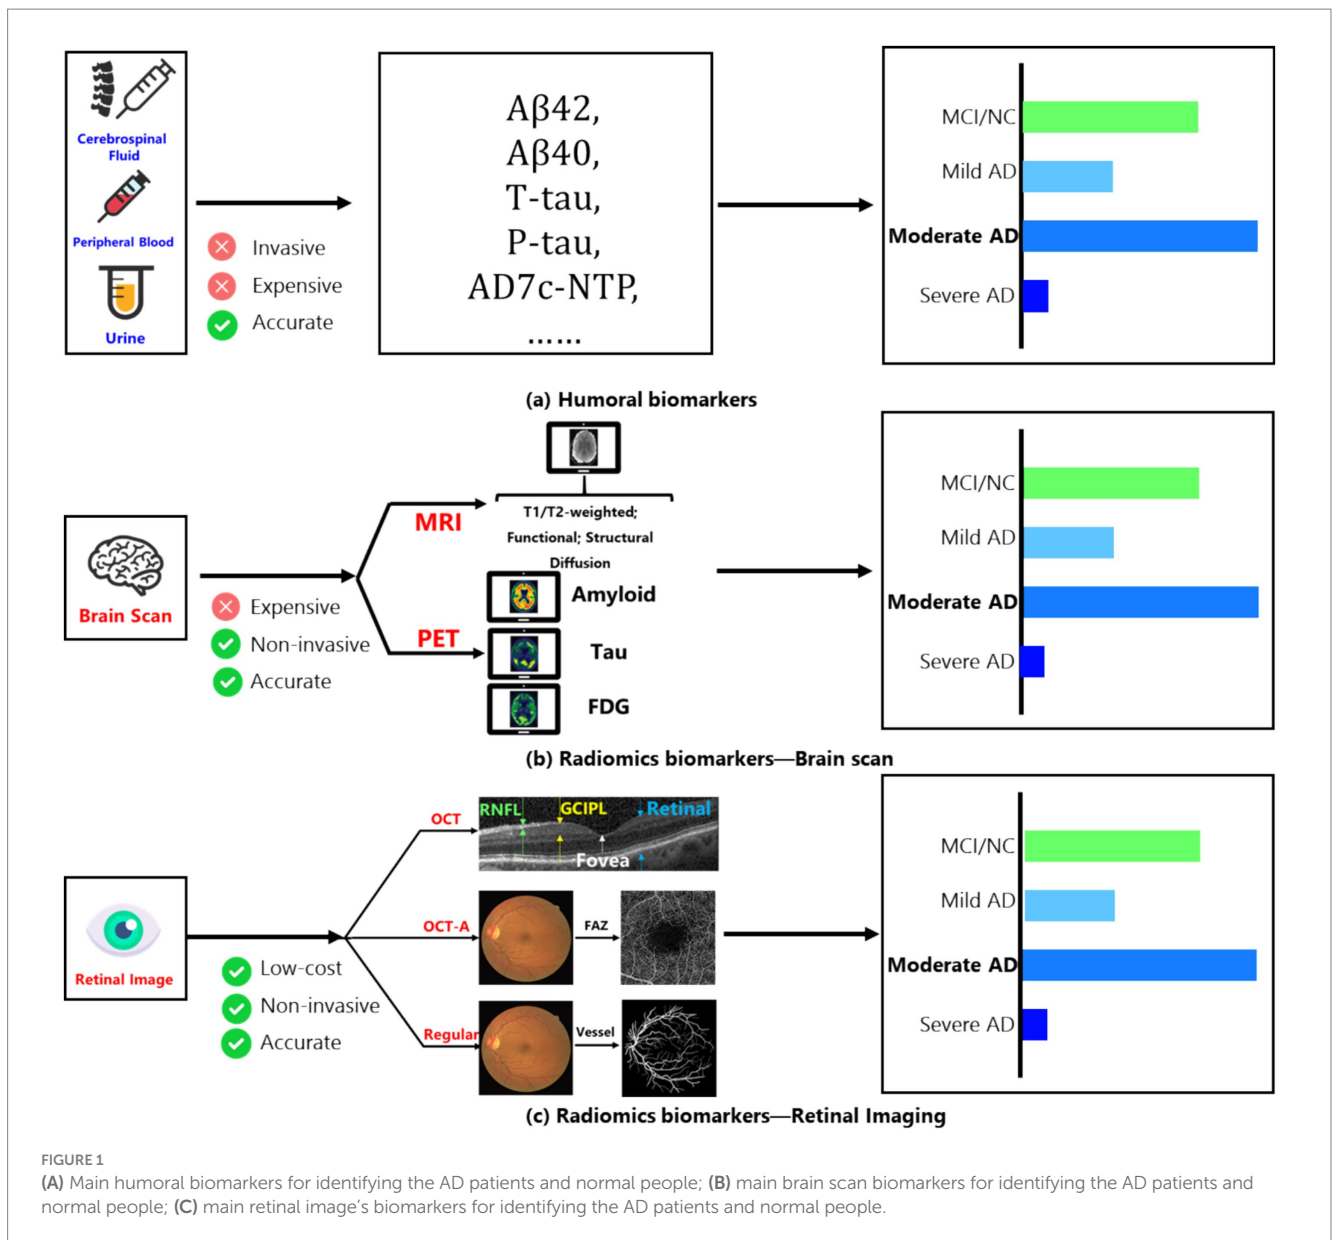 Cerebrospinal
Fluid
Peripheral Blood
Urine
Invasive
Expensive
Accurate
Aβ42,
Aβ40,
T-tau,
P-tau,
AD7c-NTP,
......
MCI/NC
Mild AD
Moderate AD
Severe AD
(a) Humoral biomarkers
Brain Scan
Expensive
Non-invasive
Accurate
MRI
T1/T2-weighted;
Functional; Structural
Diffusion
PET
Amyloid
Tau
FDG
MCI/NC
Mild AD
Moderate AD
Severe AD
(b) Radiomics biomarkers—Brain scan
Retinal Image
Low-cost
Non-invasive
Accurate
OCT
RNFL
GCIPL
Retinal
Fovea
OCT-A
FAZ
Regular
Vessel
MCI/NC
Mild AD
Moderate AD
Severe AD
(c) Radiomics biomarkers—Retinal Imaging
FIGURE 1
(A) Main humoral biomarkers for identifying the AD patients and normal people; (B) main brain scan biomarkers for identifying the AD patients and
normal people; (C) main retinal image's biomarkers for identifying the AD patients and normal people.